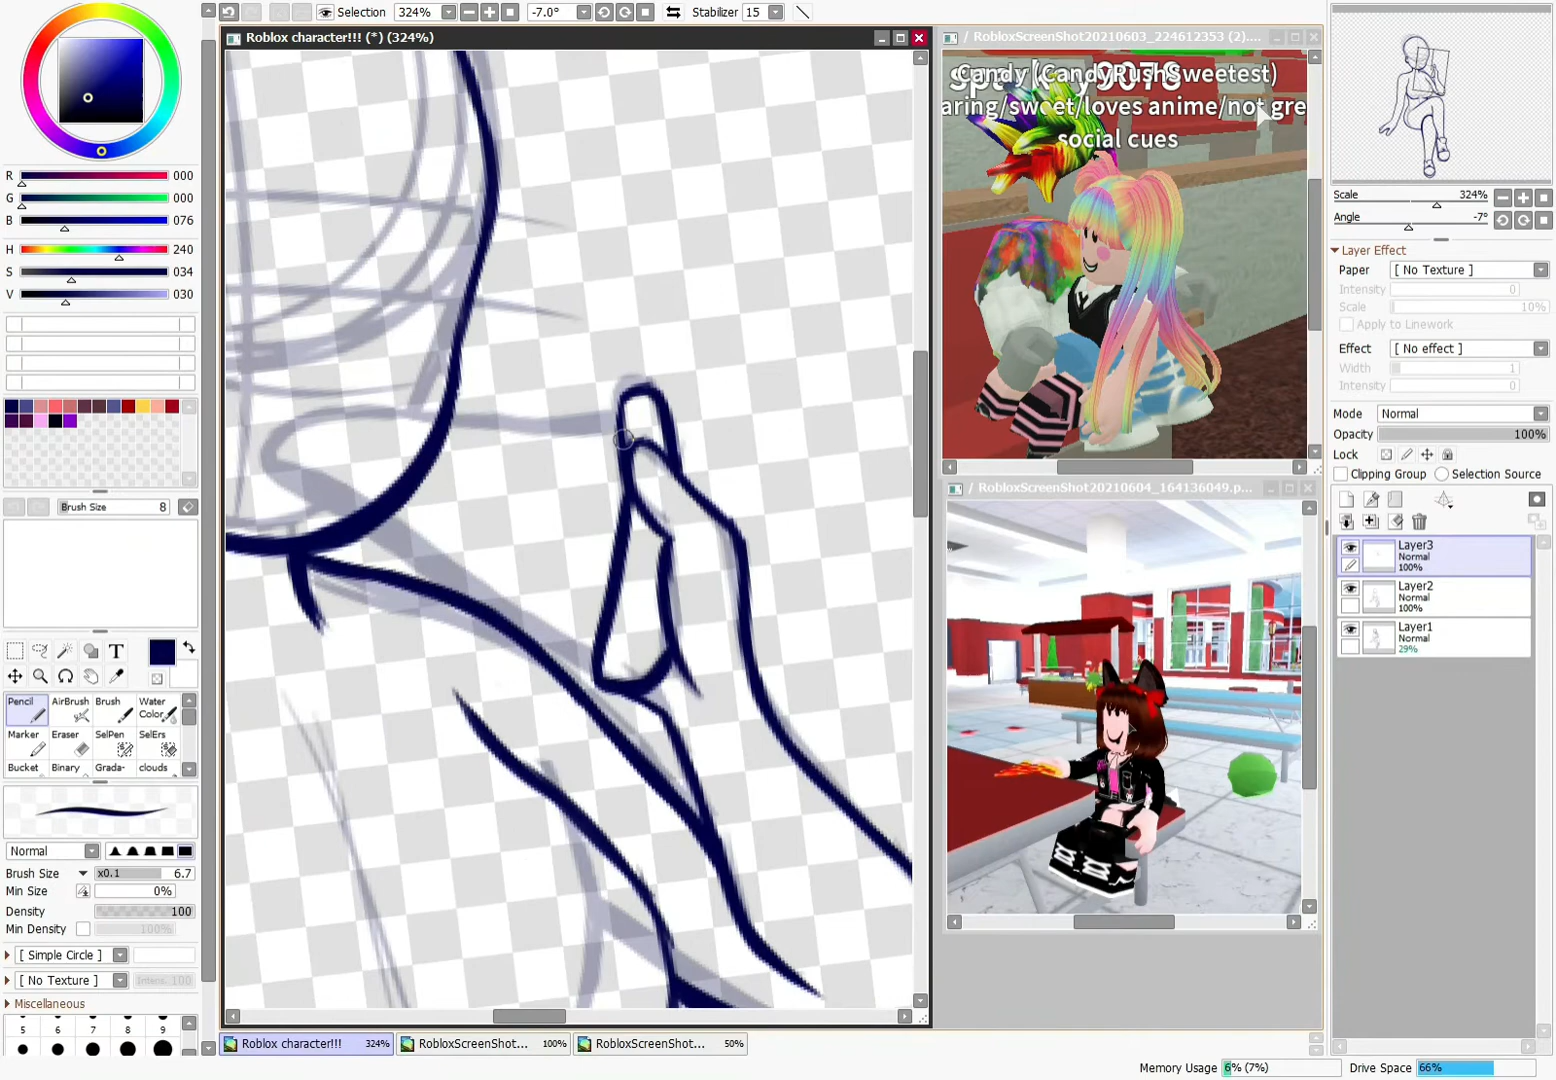 Selection 324% -7.0° Stabilizer 15
Roblox character!!! (*) (324%)
/ RobloxScreenShot20210603_224612353 (2)....
Candy (CandyRushSweetest)
aring/sweet/loves anime/not gre
social cues
/ RobloxScreenShot20210604_164136049.p...
R 000
G 000
B 076
H 240
S 034
V 030
Brush Size 8
T
Pencil AirBrush Brush Water Color
Marker Eraser SelPen SelErs
Bucket Binary Grada- clouds
Normal
Brush Size x0.1 6.7
Min Size 0%
Density 100
Min Density 100%
[ Simple Circle ]
[ No Texture ] Intens. 100
Miscellaneous
5 6 7 8 9
Scale 324%
Angle -7°
Layer Effect
Paper [ No Texture ]
Intensity 0
Scale 10%
Apply to Linework
Effect [ No effect ]
Width 1
Intensity 0
Mode Normal
Opacity 100%
Lock
Clipping Group Selection Source
Layer3
Normal
100%
Layer2
Normal
100%
Layer1
Normal
29%
Roblox character!!! 324% RobloxScreenShot... 100% RobloxScreenShot... 50%
Memory Usage 6% (7%) Drive Space 66%